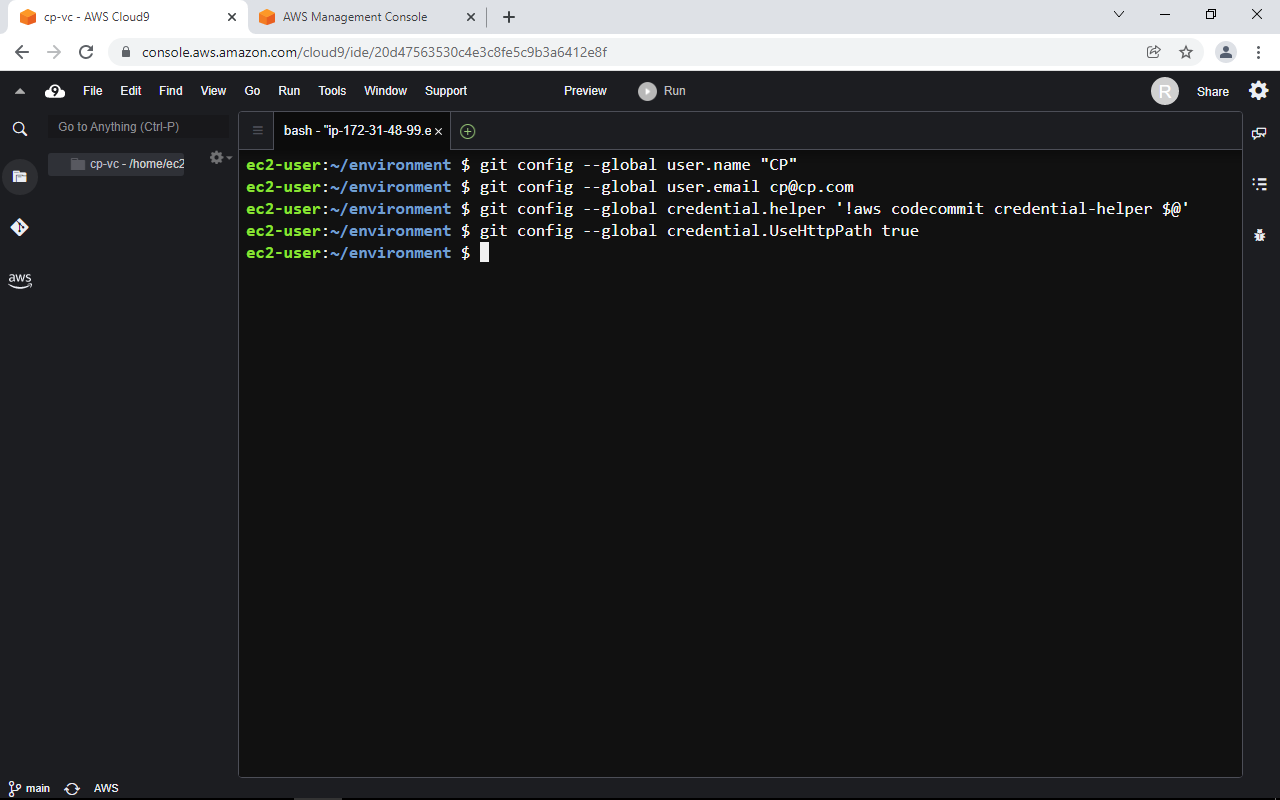 cp-vc - AWS Cloud9
AWS Management Console
console.aws.amazon.com/cloud9/ide/20d47563530c4e3c8fe5c9b3a6412e8f
9 File Edit Find View Go Run Tools Window Support Preview Run R Share
Go to Anything (Ctrl-P)
bash - "ip-172-31-48-99.e
cp-vc - /home/ec2
ec2-user:~/environment $ git config --global user.name "CP"
ec2-user:~/environment $ git config --global user.email cp@cp.com
ec2-user:~/environment $ git config --global credential.helper '!aws codecommit credential-helper $@'
ec2-user:~/environment $ git config --global credential.UseHttpPath true
ec2-user:~/environment $
aws
main AWS